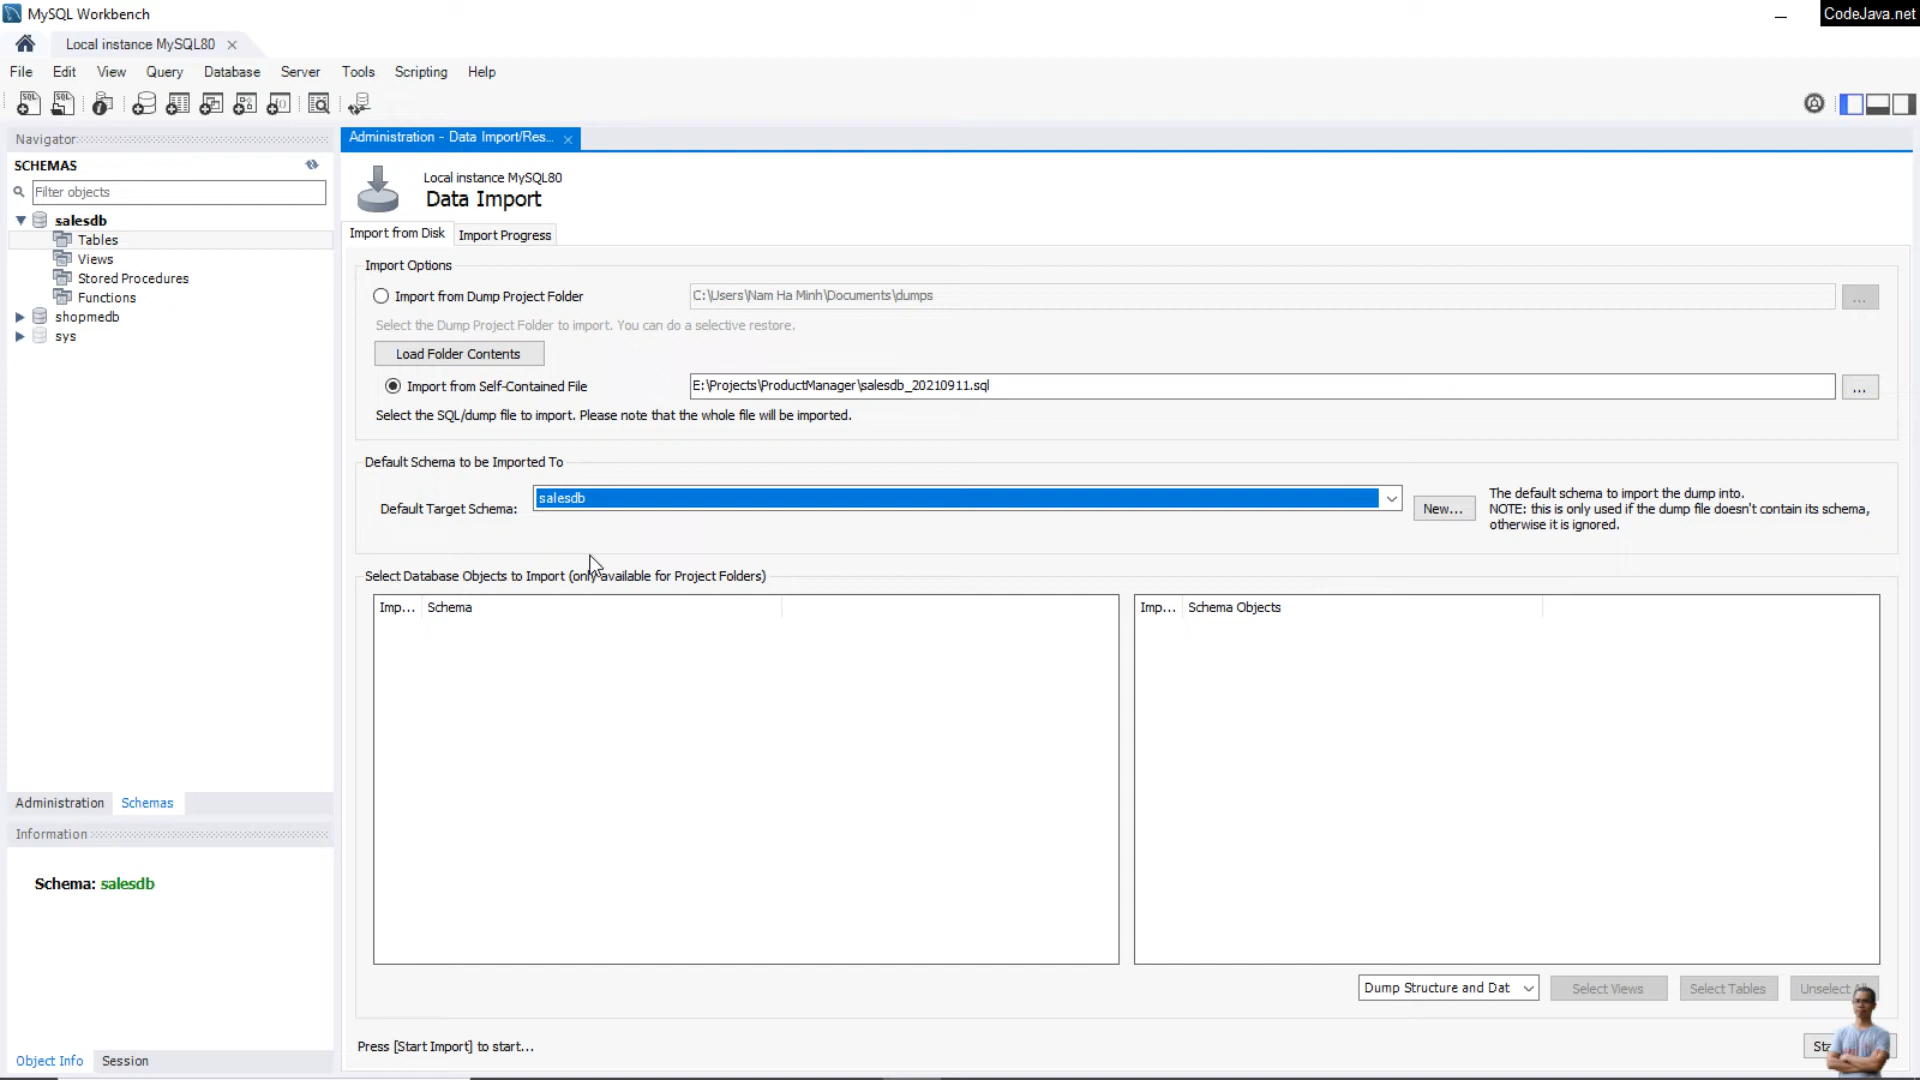 MySQL Workbench
CodeJava.net
Local instance MySQL80
File Edit View Query Database Server Tools Scripting Help
SQL SQL
Navigator
Administration - Data Import/Res...
SCHEMAS
Filter objects
salesdb
Tables
Views
Stored Procedures
Functions
shopmedb
sys
Local instance MySQL80
Data Import
Import from Disk Import Progress
Import Options
Import from Dump Project Folder C:\Users\Nam Ha Minh\Documents\dumps ...
Select the Dump Project Folder to import. You can do a selective restore.
Load Folder Contents
Import from Self-Contained File E:\Projects\ProductManager\salesdb_20210911.sql ...
Select the SQL/dump file to import. Please note that the whole file will be imported.
Default Schema to be Imported To
Default Target Schema: salesdb New...
The default schema to import the dump into.
NOTE: this is only used if the dump file doesn't contain its schema,
otherwise it is ignored.
Select Database Objects to Import (only available for Project Folders)
Imp... Schema
Imp... Schema Objects
Dump Structure and Dat Select Views Select Tables Unselect
Press [Start Import] to start...
Administration Schemas
Information
Schema: salesdb
Object Info Session